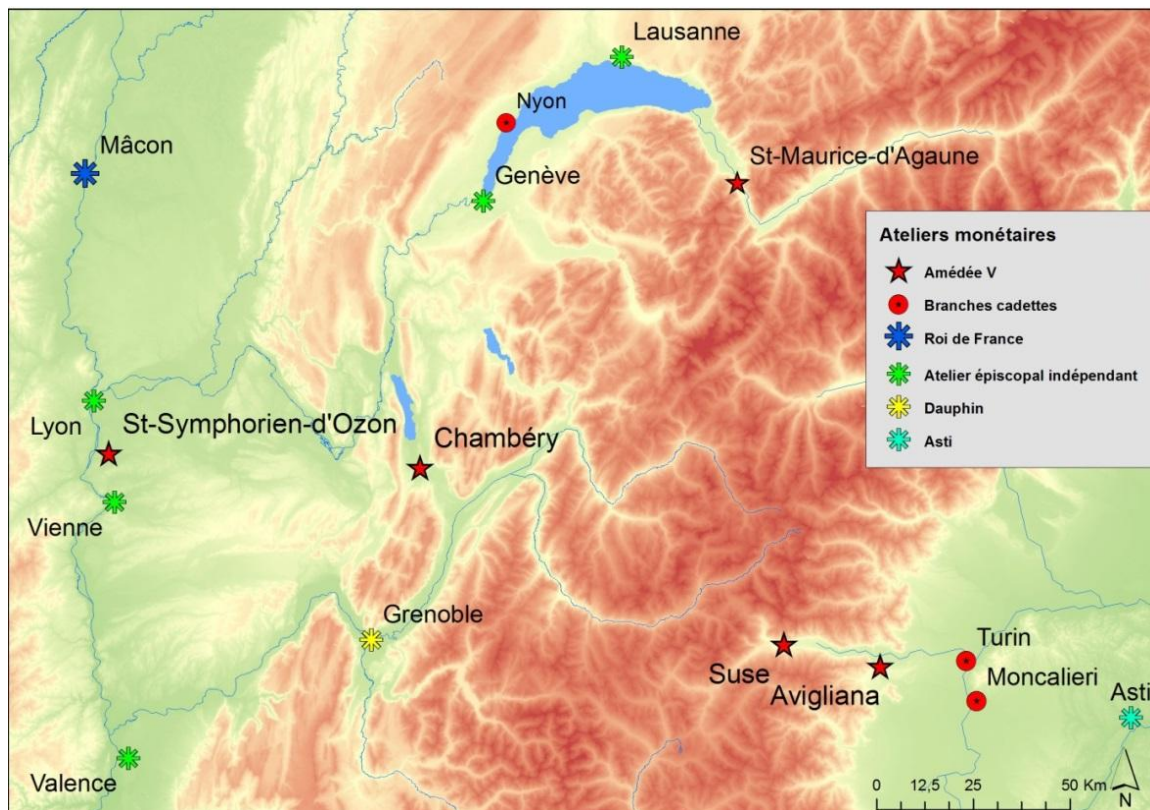 Lausanne
Nyon
Mâcon
St-Maurice-d'Agaune
Genève
Ateliers monétaires
Amédée V
Branches cadettes
Roi de France
Atelier épiscopal indépendant
Dauphin
Asti
Lyon
St-Symphorien-d'Ozon
Chambéry
Vienne
Grenoble
Turin
Suse
Moncalieri
Avigliana
Asti
Valence
0 12,5 25 50 Km
N